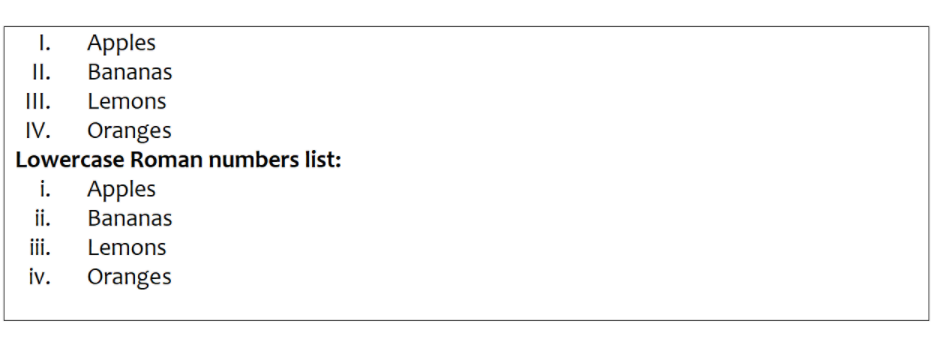 I. Apples
II. Bananas
III. Lemons
IV. Oranges
Lowercase Roman numbers list:
i. Apples
ii. Bananas
iii. Lemons
iv. Oranges